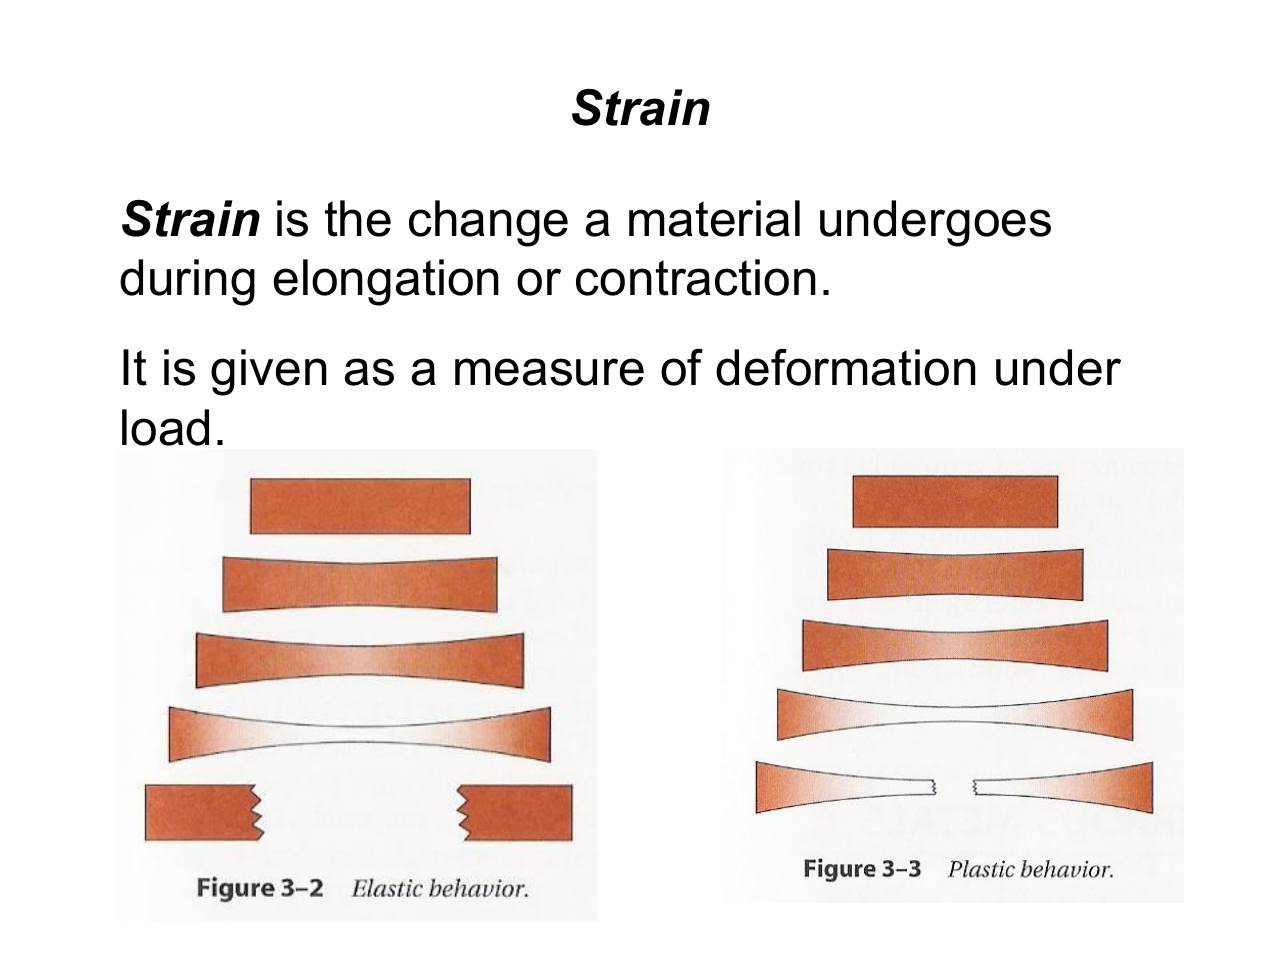 Strain
Strain is the change a material undergoes
during elongation or contraction.
It is given as a measure of deformation under
load.
Figure 3–2 Elastic behavior.
Figure 3–3 Plastic behavior.